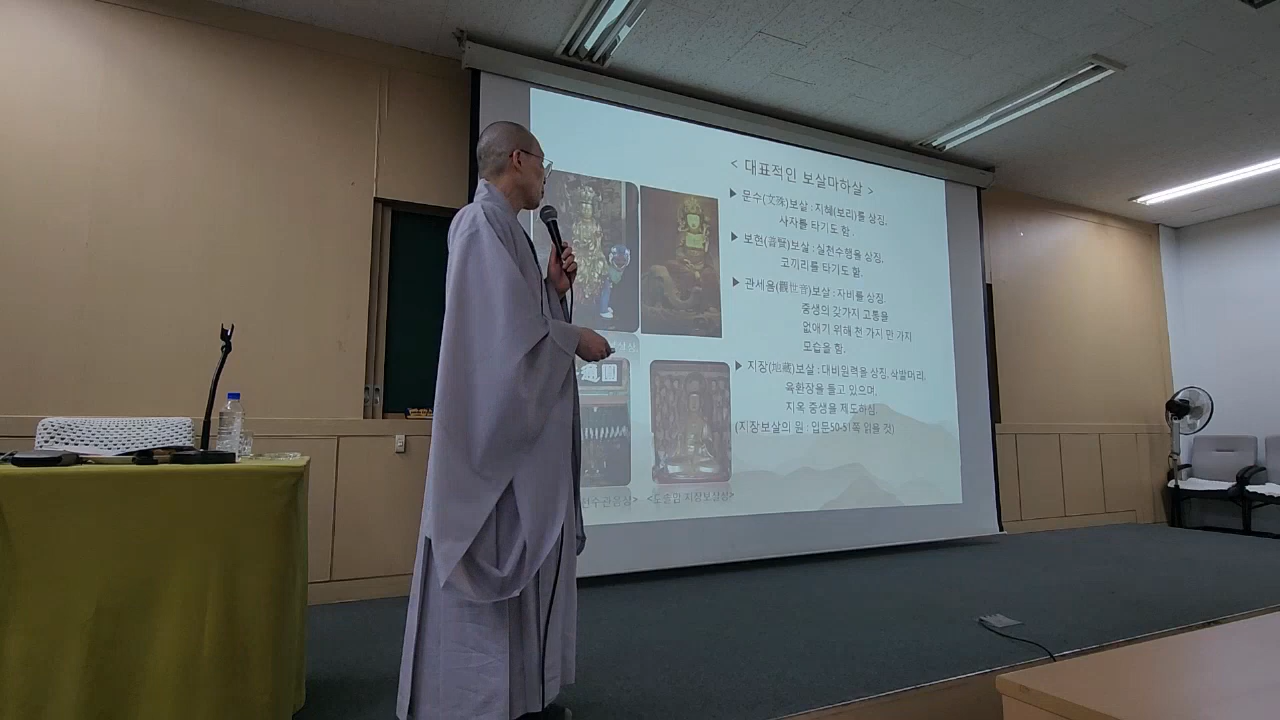 < 대표적인 보살마하살 >
▶ 문수(文殊)보살 : 지혜(보리)를 상징,
사자를 타기도 함.
▶ 보현(普賢)보살 : 실천수행을 상징,
코끼리를 타기도 함.
▶ 관세음(觀世音)보살 : 자비를 상징.
중생의 갖가지 고통을
없애기 위해 천 가지 만 가지
모습을 함.
▶ 지장(地藏)보살 : 대비원력을 상징. 삭발머리.
육환장을 들고 있으며,
지옥 중생을 제도하심.
(지장보살의 원 : 입문50-51쪽 읽을 것)
通圓
천수관음상> <도솔암 지장보살상>